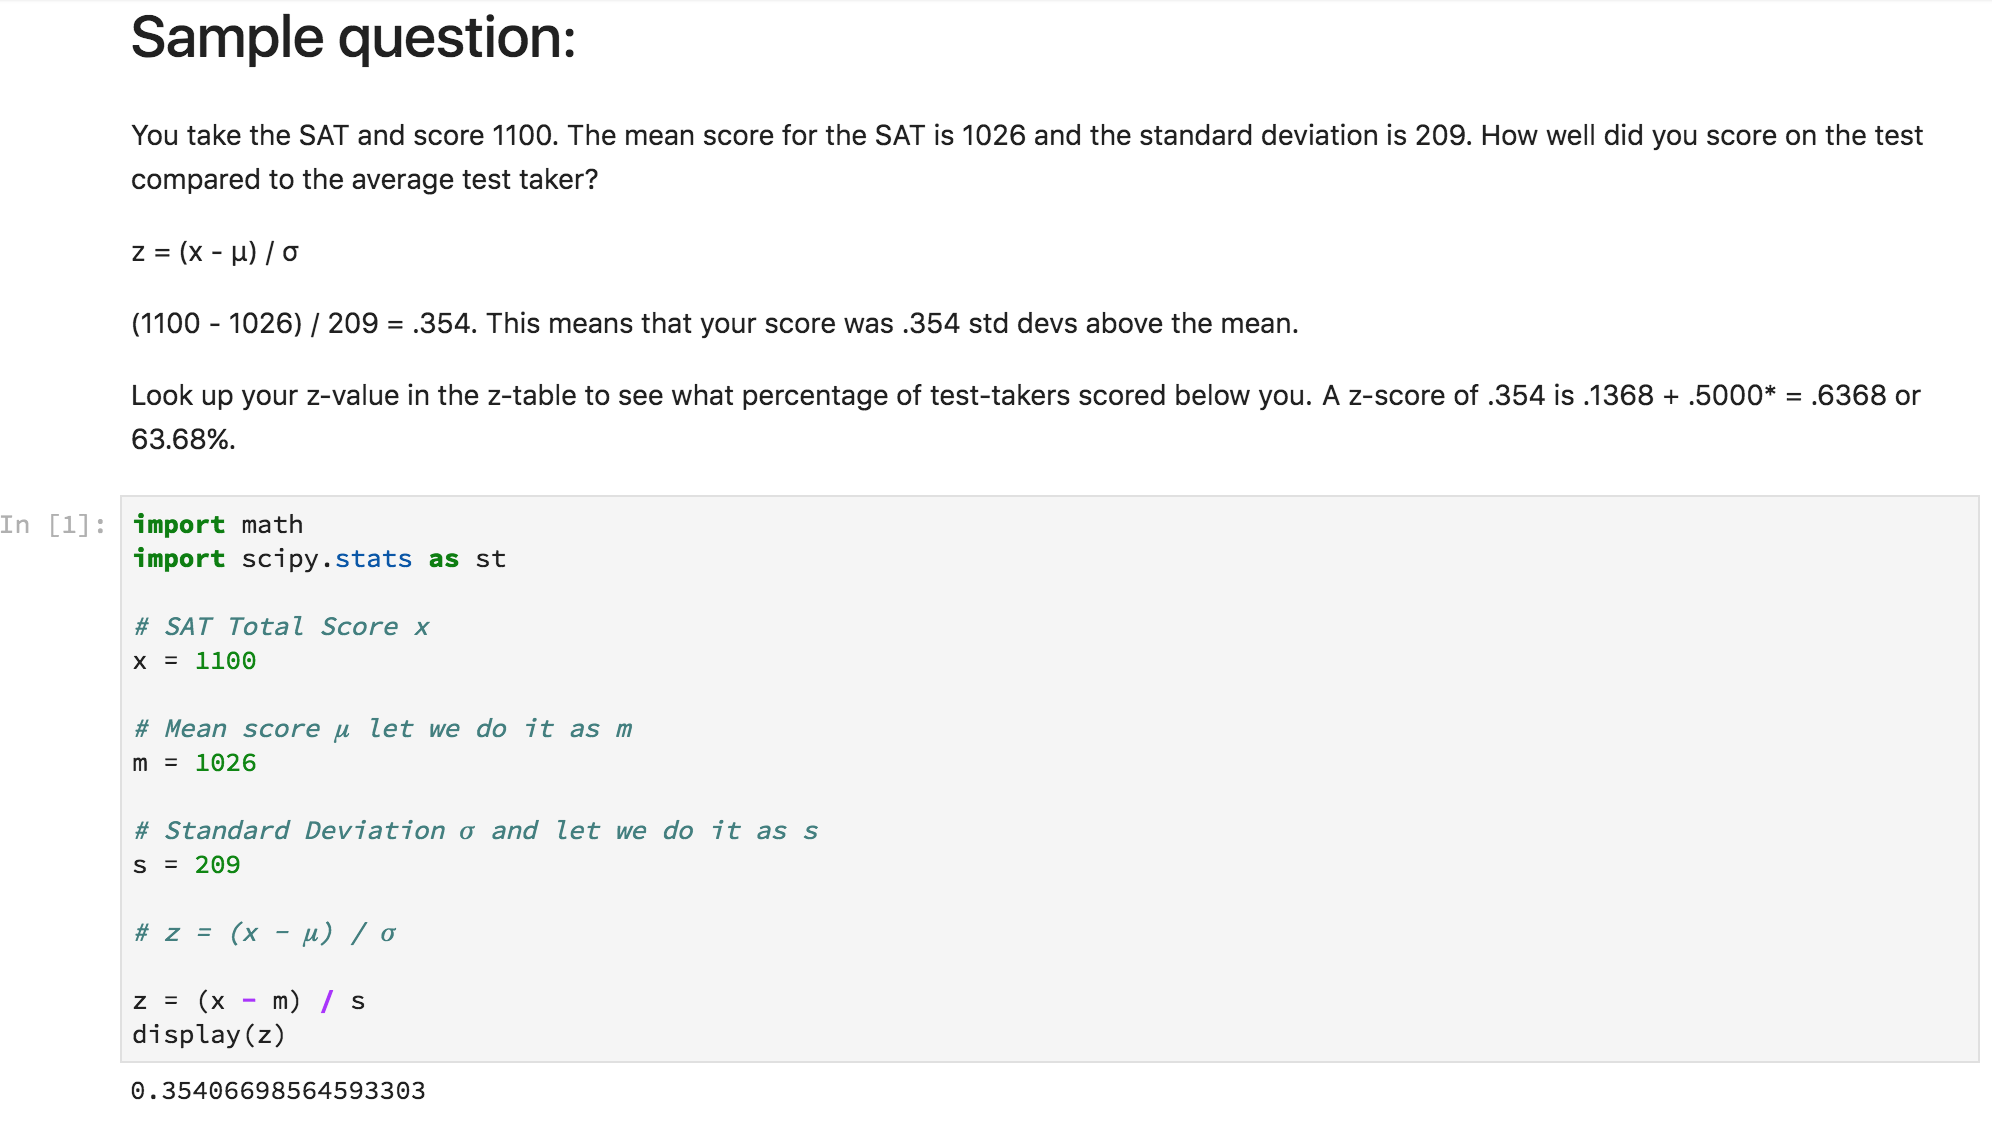 Sample question:
You take the SAT and score 1100. The mean score for the SAT is 1026 and the standard deviation is 209. How well did you score on the test
compared to the average test taker?
z = (x - μ) / σ
(1100 - 1026) / 209 = .354. This means that your score was .354 std devs above the mean.
Look up your z-value in the z-table to see what percentage of test-takers scored below you. A z-score of .354 is .1368 + .5000* = .6368 or
63.68%.
In [1]: import math
import scipy.stats as st
# SAT Total Score x
x = 1100
# Mean score μ let we do it as m
m = 1026
# Standard Deviation σ and let we do it as s
s = 209
# z = (x - μ) / σ
z = (x - m) / s
display(z)
0.35406698564593303